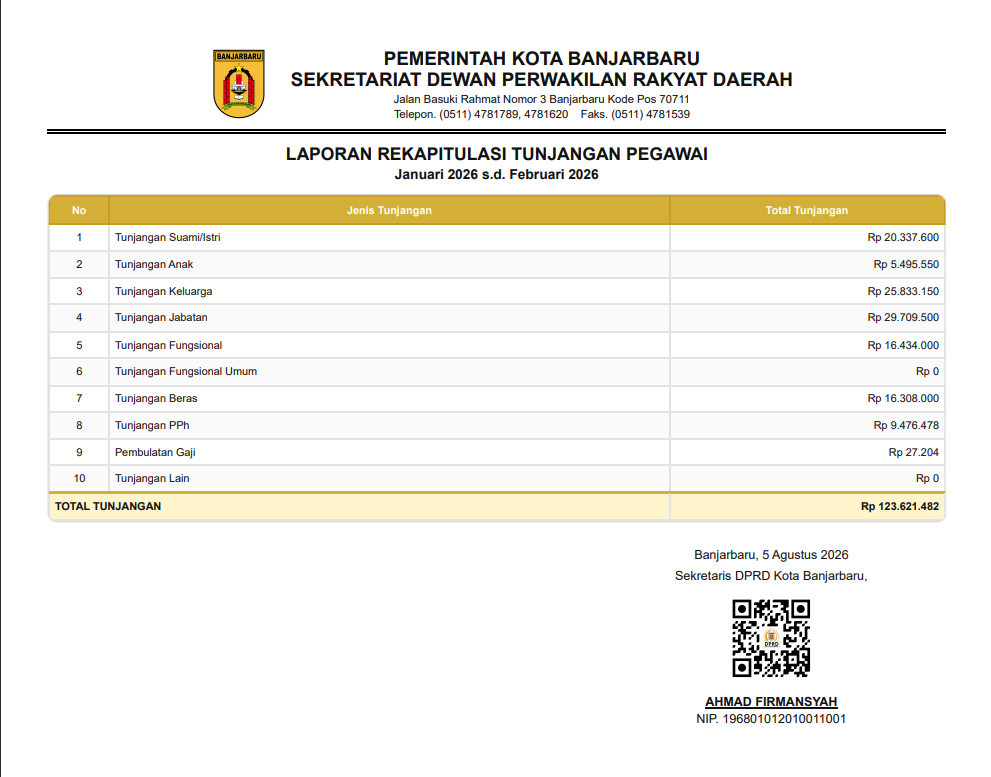 BANJARBARU
PEMERINTAH KOTA BANJARBARU
SEKRETARIAT DEWAN PERWAKILAN RAKYAT DAERAH
Jalan Basuki Rahmat Nomor 3 Banjarbaru Kode Pos 70711
Telepon. (0511) 4781789, 4781620 Faks. (0511) 4781539
LAPORAN REKAPITULASI TUNJANGAN PEGAWAI
Januari 2026 s.d. Februari 2026
No Jenis Tunjangan Total Tunjangan
1 Tunjangan Suami/Istri Rp 20.337.600
2 Tunjangan Anak Rp 5.495.550
3 Tunjangan Keluarga Rp 25.833.150
4 Tunjangan Jabatan Rp 29.709.500
5 Tunjangan Fungsional Rp 16.434.000
6 Tunjangan Fungsional Umum Rp 0
7 Tunjangan Beras Rp 16.308.000
8 Tunjangan PPh Rp 9.476.478
9 Pembulatan Gaji Rp 27.204
10 Tunjangan Lain Rp 0
TOTAL TUNJANGAN Rp 123.621.482
Banjarbaru, 5 Agustus 2026
Sekretaris DPRD Kota Banjarbaru,
DPRD
AHMAD FIRMANSYAH
NIP. 196801012010011001